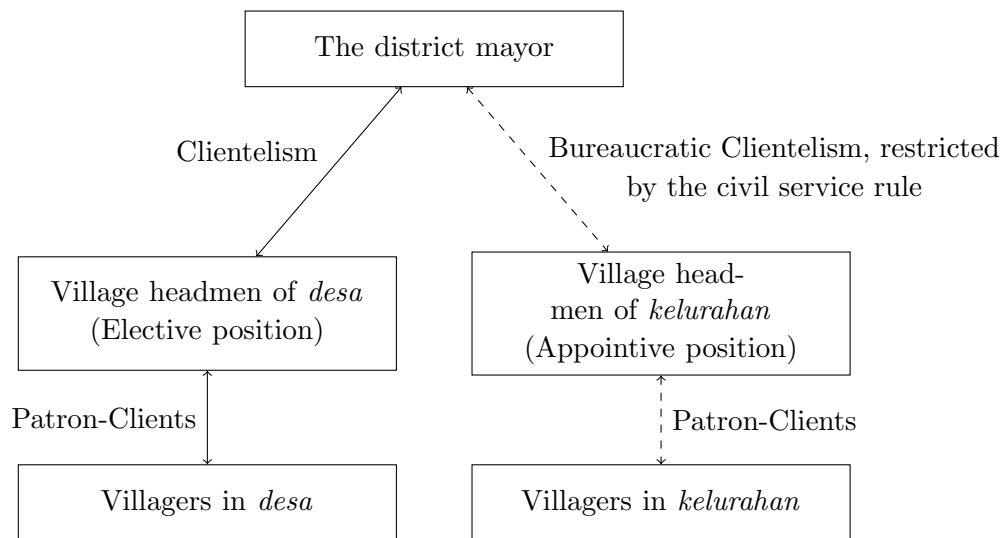 The district mayor
Clientelism
Bureaucratic Clientelism, restricted
by the civil service rule
Village headmen of desa
(Elective position)
Village head-
men of kelurahan
(Appointive position)
Patron-Clients
Patron-Clients
Villagers in desa
Villagers in kelurahan